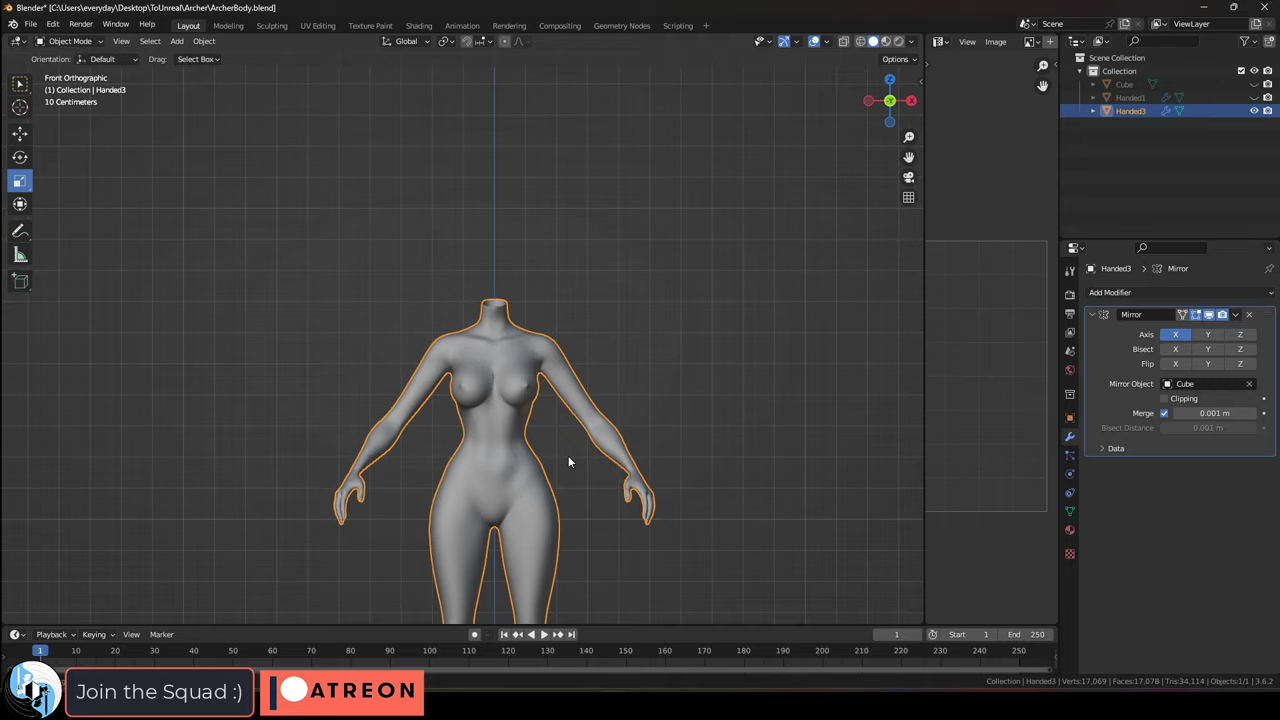 Blender* [C:\Users\everyday\Desktop\ToUnreal\Archer\ArcherBody.blend]
File Edit Render Window Help Layout Modeling Sculpting UV Editing Texture Paint Shading Animation Rendering Compositing Geometry Nodes Scripting Scene ViewLayer
Object Mode View Select Add Object Global View Image
Orientation: Default Drag: Select Box Options
Front Orthographic
(1) Collection | Handed3
10 Centimeters
Z
Y
X
Scene Collection
Collection
Cube
Handed1
Handed3
Handed3 > Mirror
Add Modifier
Mirror
Axis X Y Z
Bisect X Y Z
Flip X Y Z
Mirror Object Cube
Clipping
Merge 0.001 m
Bisect Distance 0.001 m
Data
Playback Keying View Marker 1 Start 1 End 250
1 10 20 30 40 50 60 70 80 90 100 110 120 130 140 150 160 170 180 190 200 210 220 230 240 250
Join the Squad :) PATREON
Collection | Handed3 | Verts:17,069 | Faces:17,078 | Tris:34,114 | Objects:1/1 | 3.6.2